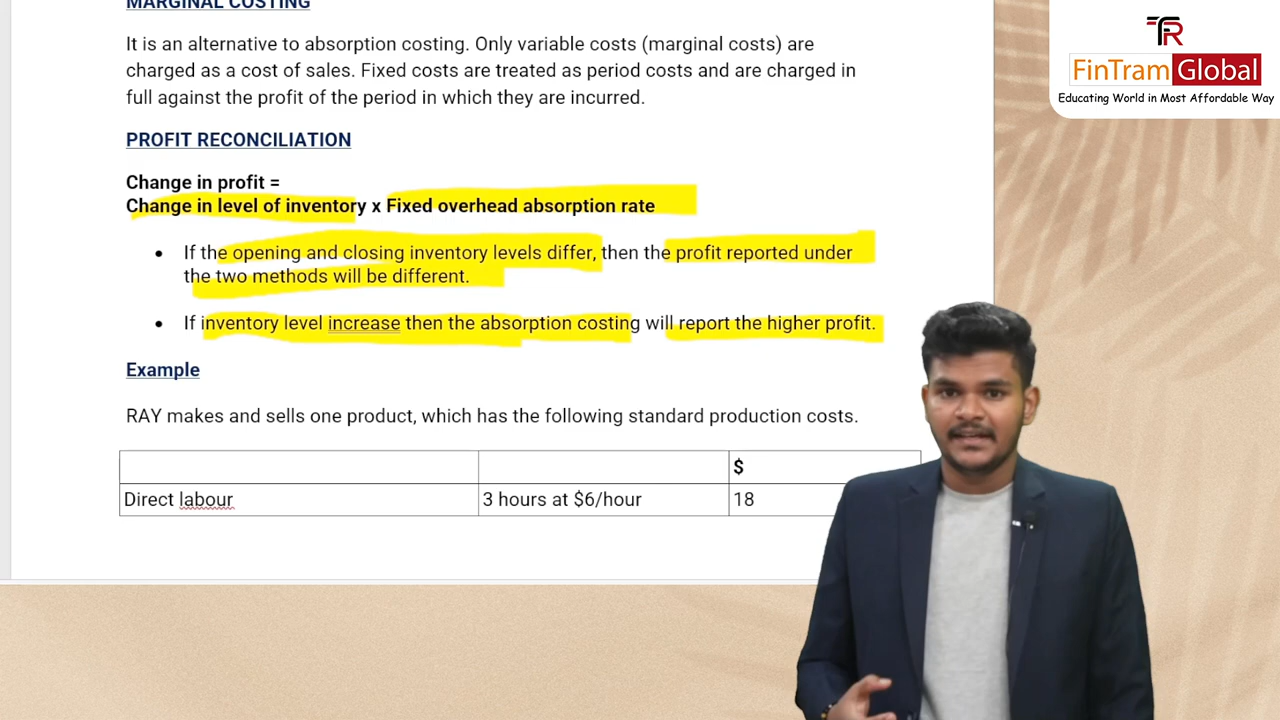 MARGINAL COSTING
It is an alternative to absorption costing. Only variable costs (marginal costs) are
charged as a cost of sales. Fixed costs are treated as period costs and are charged in
full against the profit of the period in which they are incurred.
PROFIT RECONCILIATION
Change in profit =
Change in level of inventory x Fixed overhead absorption rate
• If the opening and closing inventory levels differ, then the profit reported under
the two methods will be different.
• If inventory level increase then the absorption costing will report the higher profit.
Example
RAY makes and sells one product, which has the following standard production costs.
$
Direct labour 3 hours at $6/hour 18
FinTram Global
Educating World in Most Affordable Way